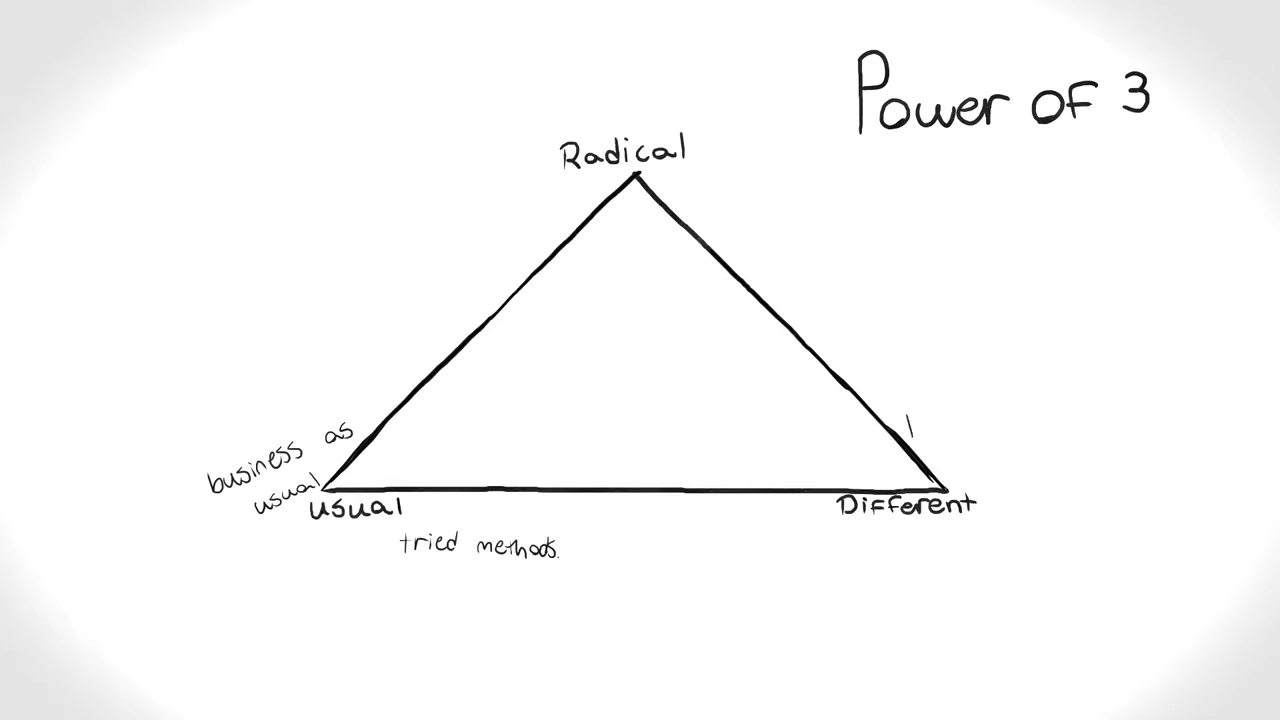 Power of 3
Radical
business as
usual
usual
Different
tried methods.